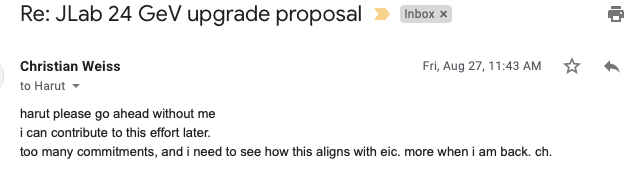 Re: JLab 24 GeV upgrade proposal Inbox ×
Christian Weiss Fri, Aug 27, 11:43 AM
to Harut
harut please go ahead without me
i can contribute to this effort later.
too many commitments, and i need to see how this aligns with eic. more when i am back. ch.